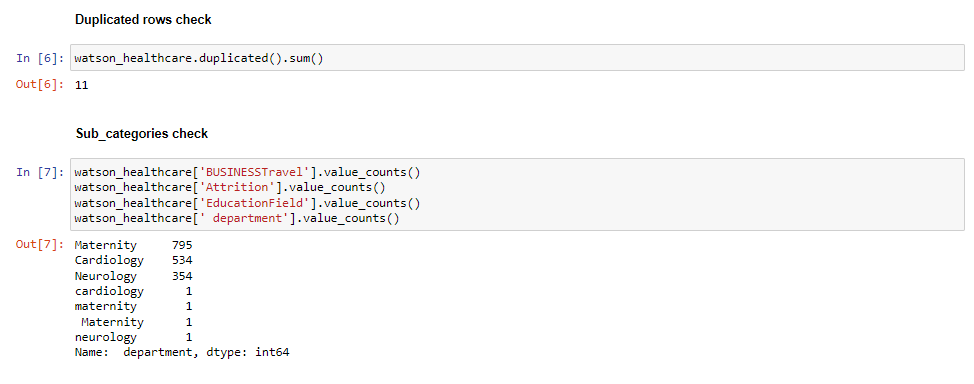 Duplicated rows check
In [6]: watson_healthcare.duplicated().sum()
Out[6]: 11
Sub_categories check
In [7]: watson_healthcare['BUSINESSTravel'].value_counts()
watson_healthcare['Attrition'].value_counts()
watson_healthcare['EducationField'].value_counts()
watson_healthcare[' department'].value_counts()
Out[7]: Maternity     795
Cardiology    534
Neurology     354
cardiology      1
maternity       1
 Maternity      1
neurology       1
Name:  department, dtype: int64